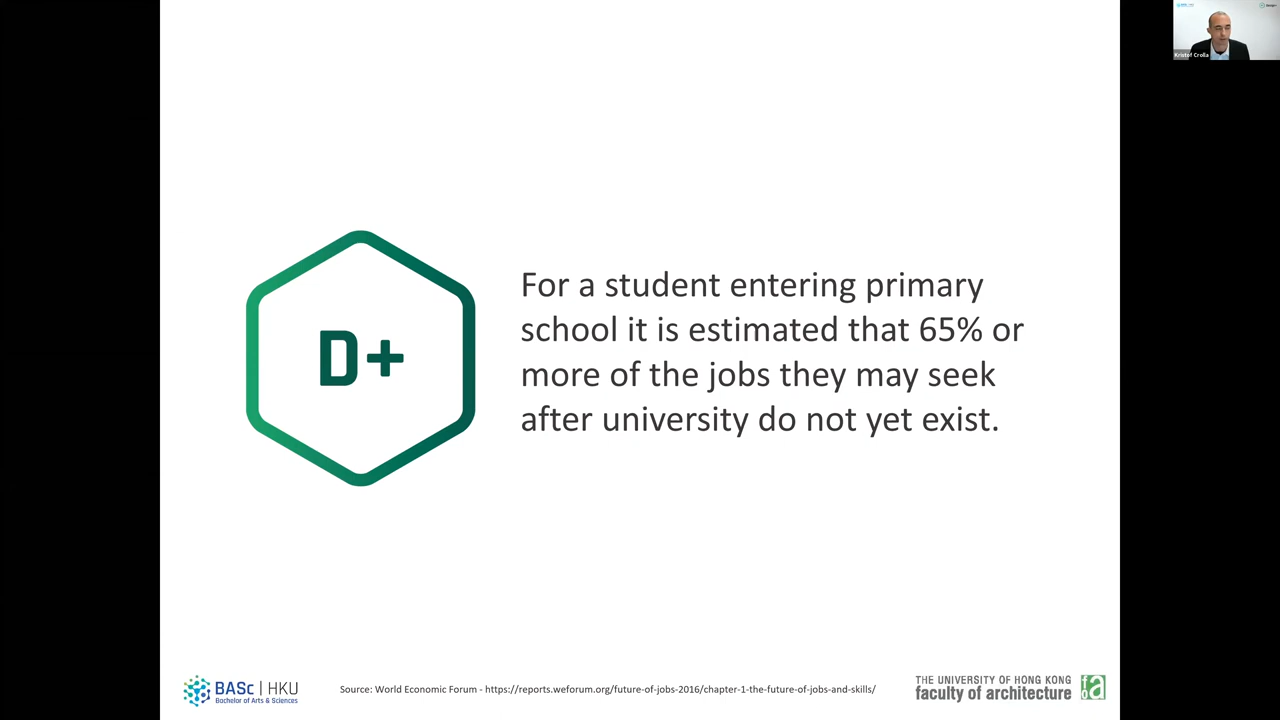 Kristof Crolla
D+
For a student entering primary
school it is estimated that 65% or
more of the jobs they may seek
after university do not yet exist.
BASc | HKU
Bachelor of Arts & Sciences
Source: World Economic Forum - https://reports.weforum.org/future-of-jobs-2016/chapter-1-the-future-of-jobs-and-skills/
THE UNIVERSITY OF HONG KONG
faculty of architecture
fa